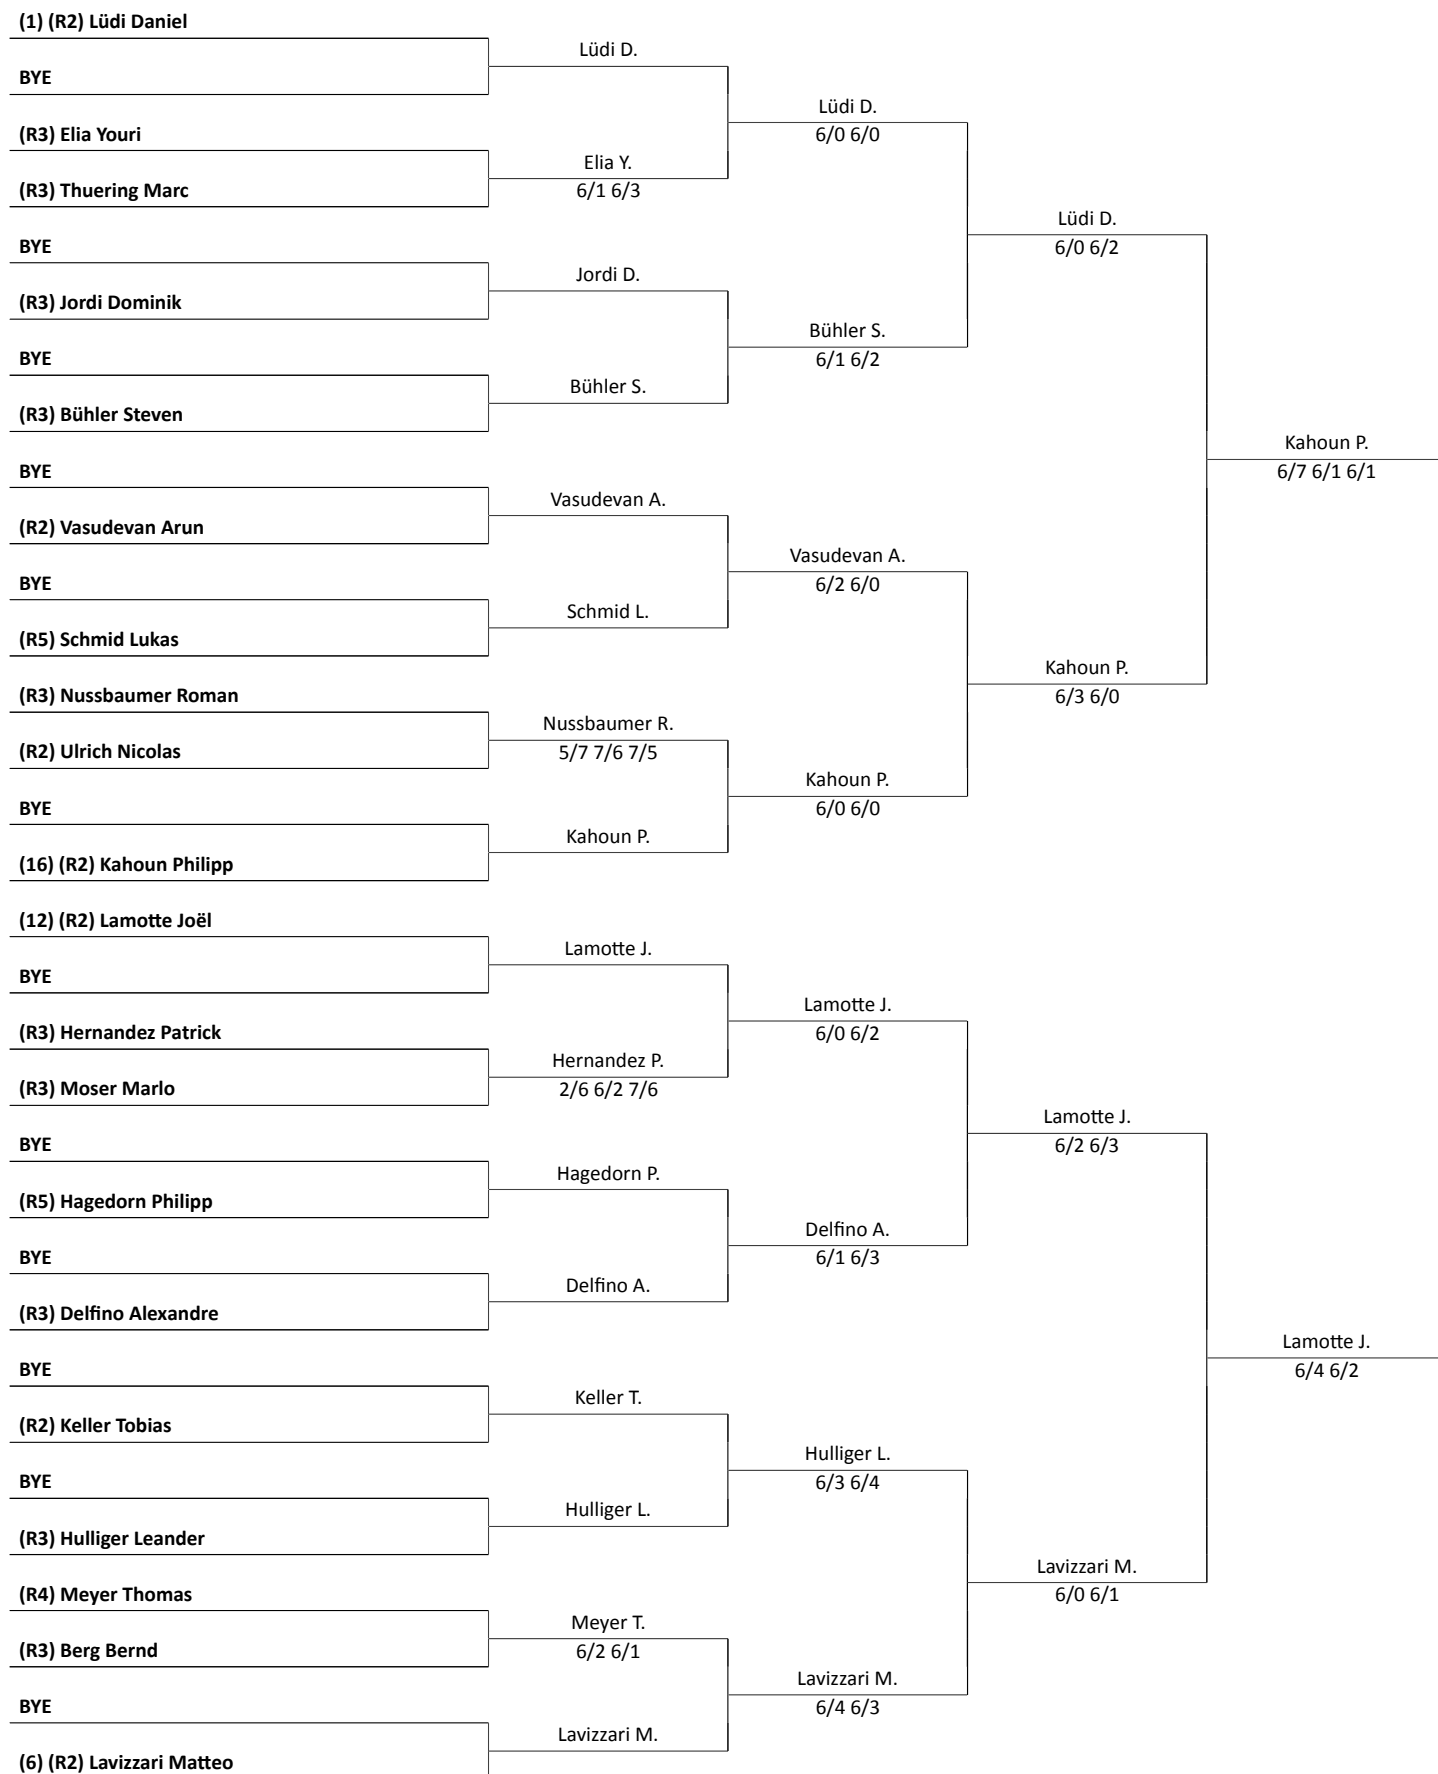 (1) (R2) Lüdi Daniel
Lüdi D.
BYE
Lüdi D.
6/0 6/0
(R3) Elia Youri
Elia Y.
6/1 6/3
(R3) Thuering Marc
Lüdi D.
6/0 6/2
BYE
Jordi D.
(R3) Jordi Dominik
Bühler S.
6/1 6/2
BYE
Bühler S.
(R3) Bühler Steven
Kahoun P.
6/7 6/1 6/1
BYE
Vasudevan A.
(R2) Vasudevan Arun
Vasudevan A.
6/2 6/0
BYE
Schmid L.
(R5) Schmid Lukas
Kahoun P.
6/3 6/0
(R3) Nussbaumer Roman
Nussbaumer R.
5/7 7/6 7/5
(R2) Ulrich Nicolas
Kahoun P.
6/0 6/0
BYE
Kahoun P.
(16) (R2) Kahoun Philipp
(12) (R2) Lamotte Joël
Lamotte J.
BYE
Lamotte J.
6/0 6/2
(R3) Hernandez Patrick
Hernandez P.
2/6 6/2 7/6
(R3) Moser Marlo
Lamotte J.
6/2 6/3
BYE
Hagedorn P.
(R5) Hagedorn Philipp
Delfino A.
6/1 6/3
BYE
Delfino A.
(R3) Delfino Alexandre
Lamotte J.
6/4 6/2
BYE
Keller T.
(R2) Keller Tobias
Hulliger L.
6/3 6/4
BYE
Hulliger L.
(R3) Hulliger Leander
Lavizzari M.
6/0 6/1
(R4) Meyer Thomas
Meyer T.
6/2 6/1
(R3) Berg Bernd
Lavizzari M.
6/4 6/3
BYE
Lavizzari M.
(6) (R2) Lavizzari Matteo